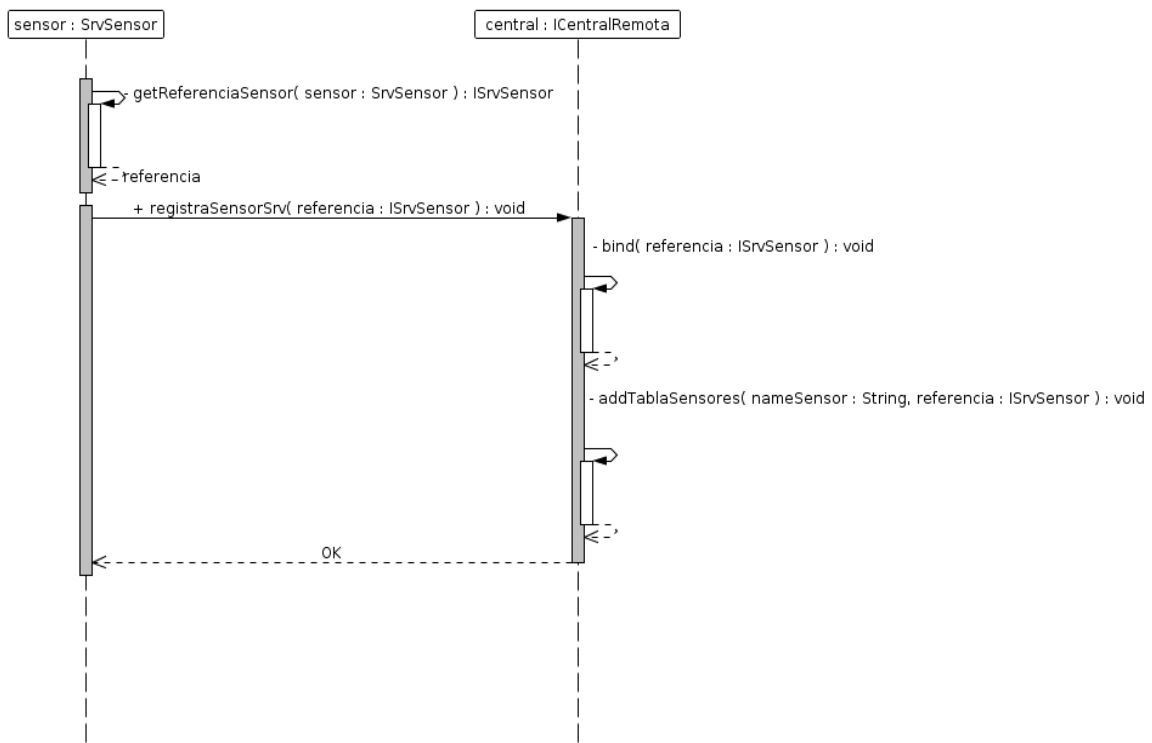 sensor : SrvSensor
central : ICentralRemota
- getReferenciaSensor( sensor : SrvSensor ) : ISrvSensor
referencia
+ registraSensorSrv( referencia : ISrvSensor ) : void
- bind( referencia : ISrvSensor ) : void
- addTablaSensores( nameSensor : String, referencia : ISrvSensor ) : void
OK